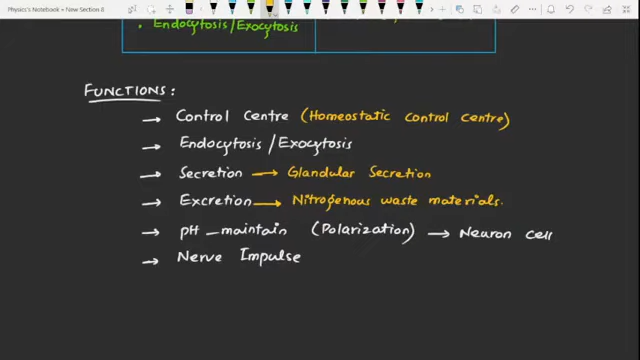 Physics's Notebook » New Section 8
• Endocytosis/Exocytosis
FUNCTIONS :
→ Control Centre (Homeostatic Control Centre)
→ Endocytosis/Exocytosis
→ Secretion → Glandular Secretion
→ Excretion → Nitrogenous waste materials.
→ pH-maintain (Polarization) → Neuron Cell
→ Nerve Impulse